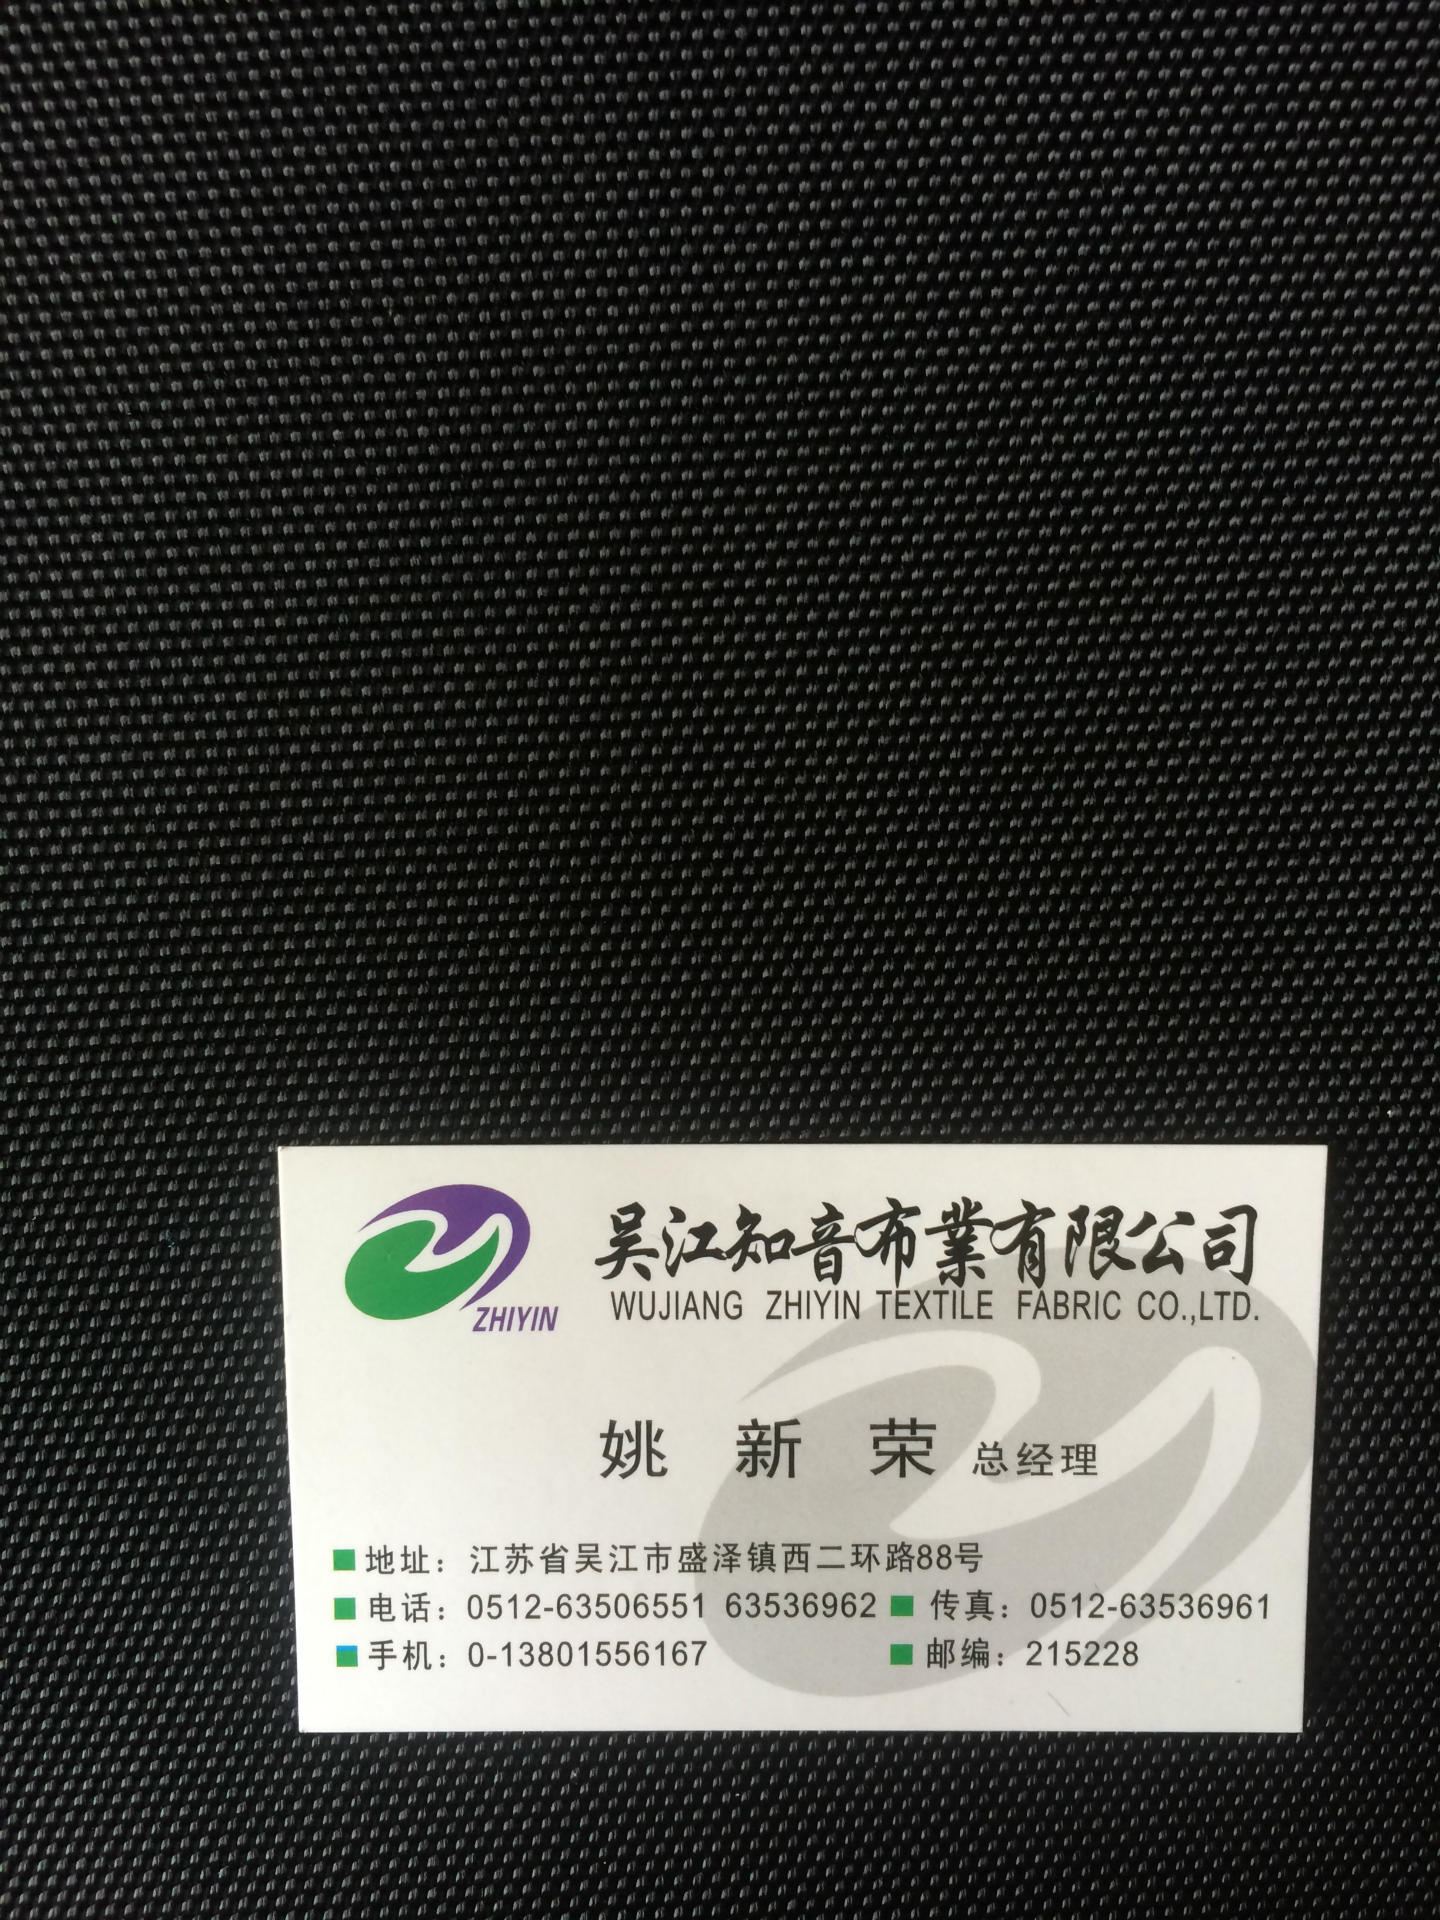 ZHIYIN
吴江知音布業有限公司
WUJIANG ZHIYIN TEXTILE FABRIC CO.,LTD.
姚 新 荣 总经理
地址：江苏省吴江市盛泽镇西二环路88号
电话：0512-63506551 63536962 传真：0512-63536961
手机：0-13801556167 邮编：215228